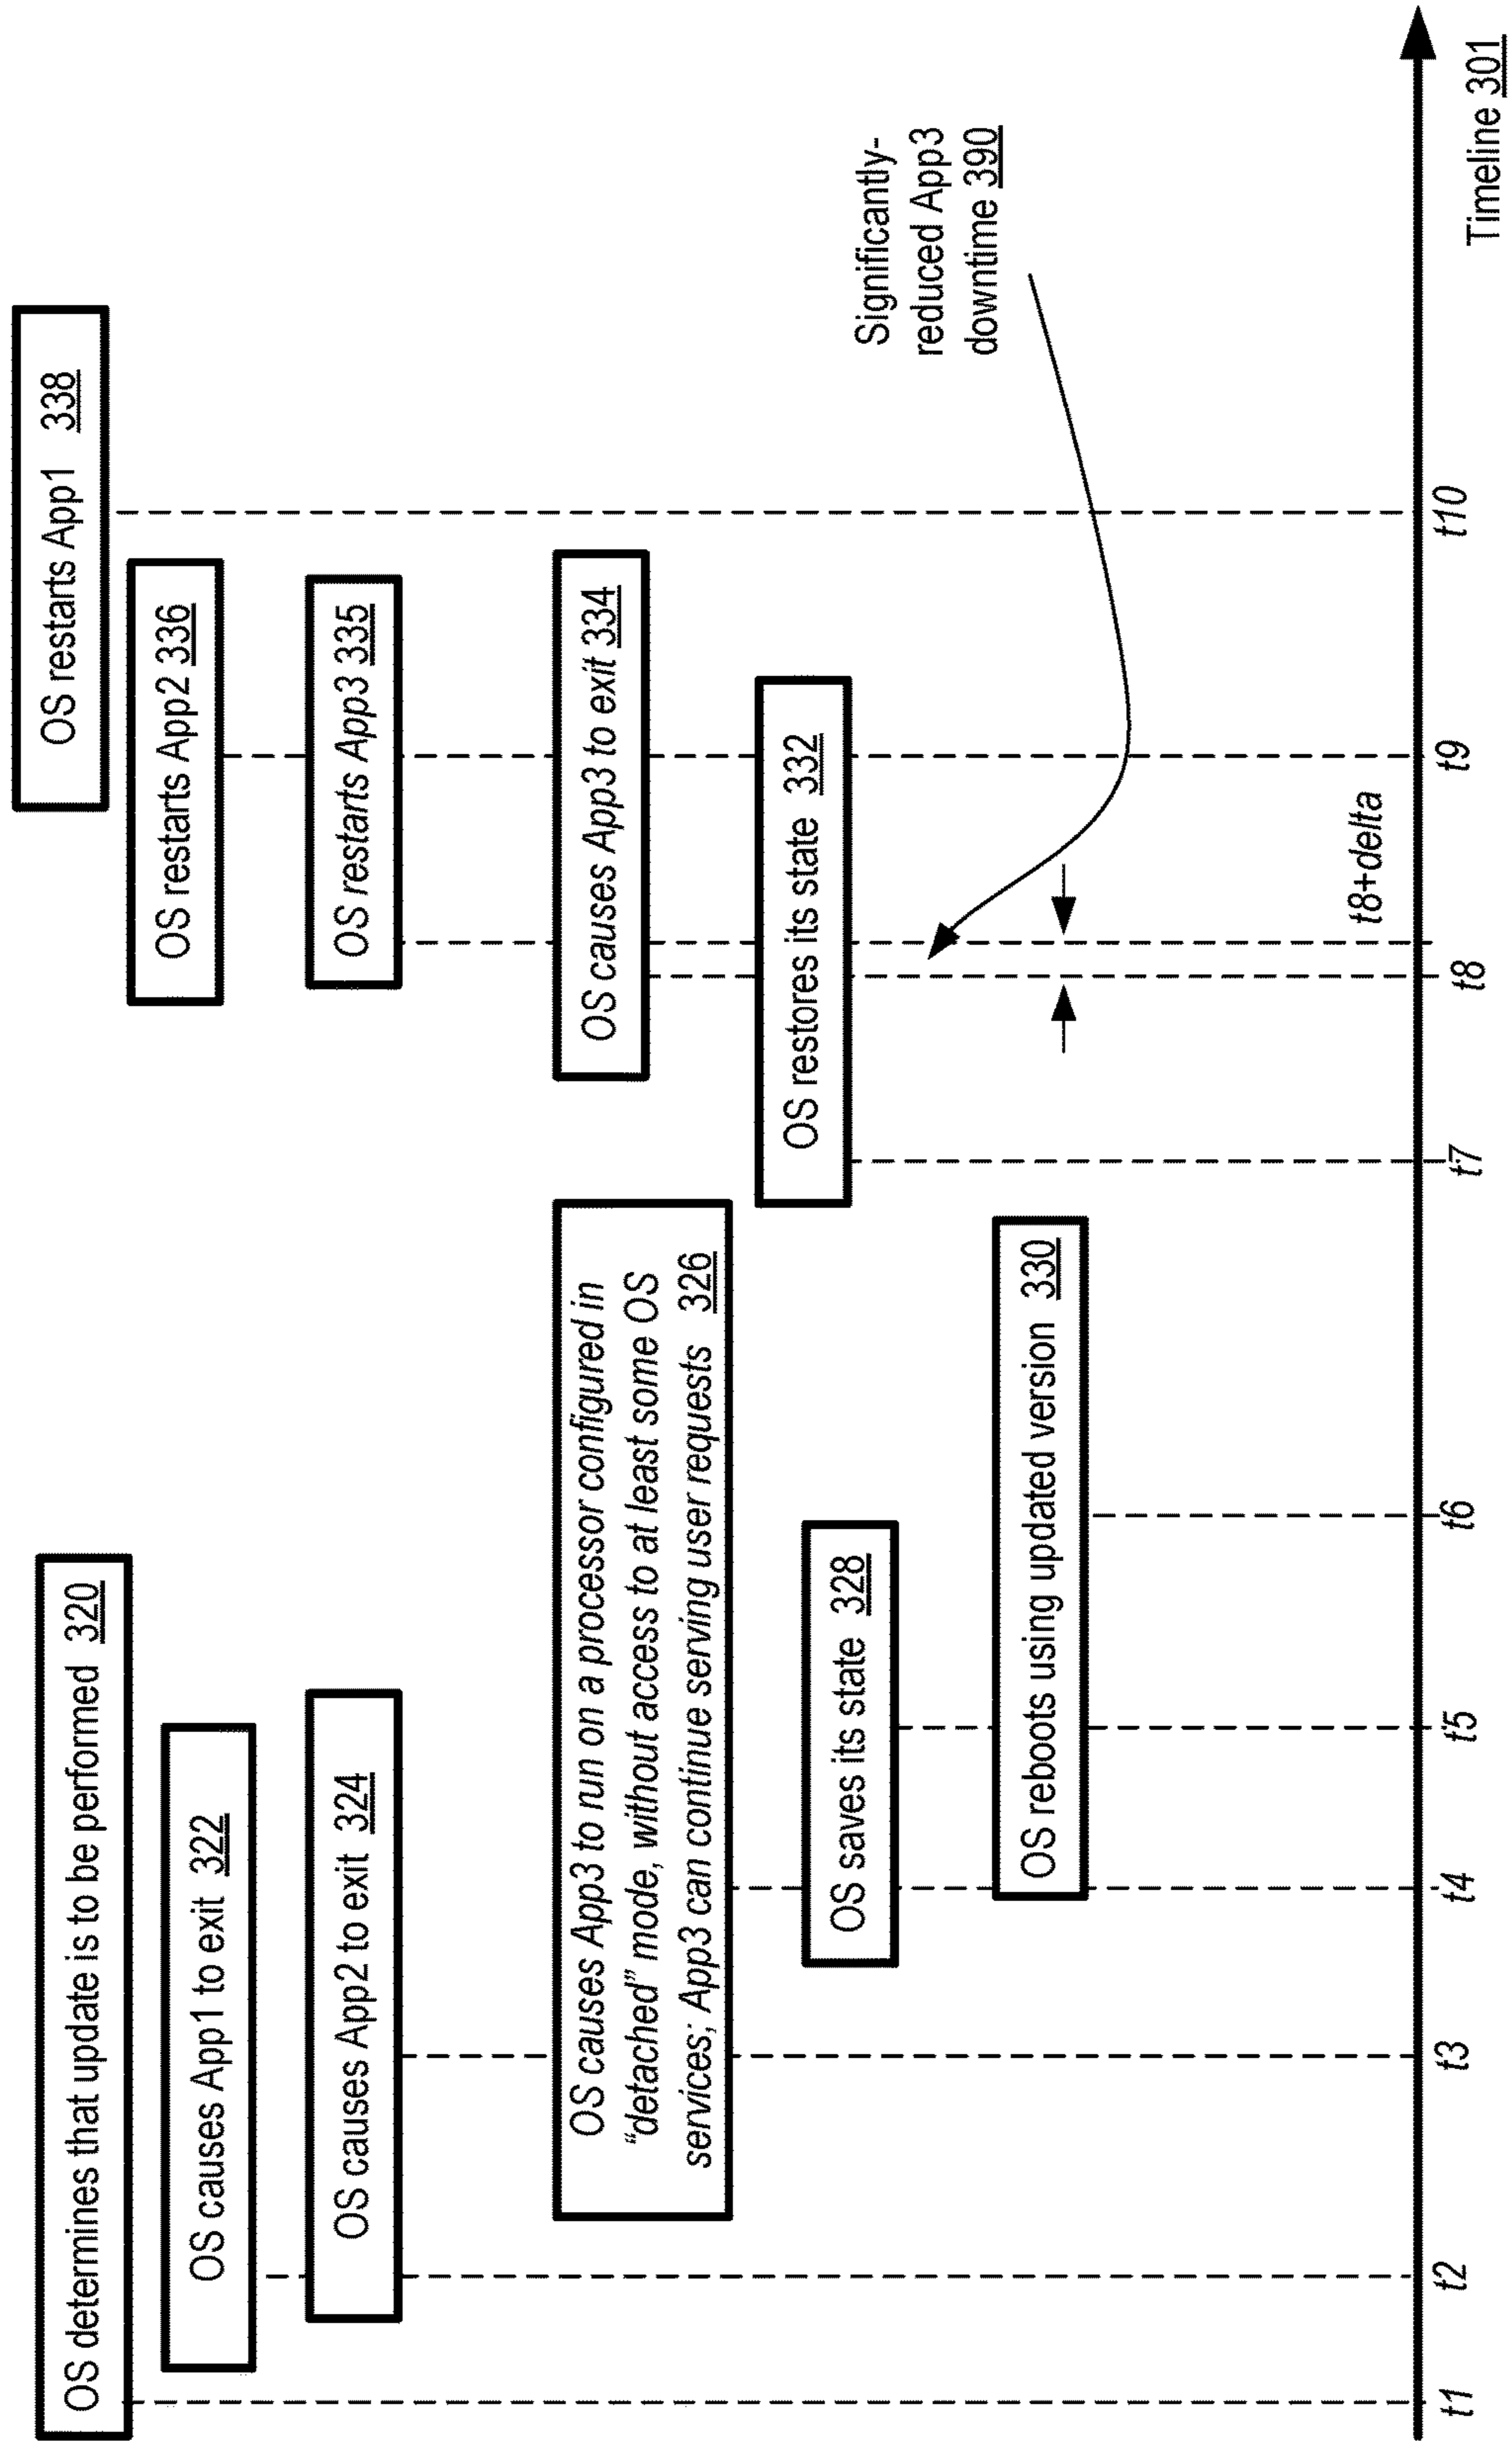 OS determines that update is to be performed 320
OS causes App1 to exit 322
OS causes App2 to exit 324
OS causes App3 to run on a processor configured in
“detached” mode, without access to at least some OS
services; App3 can continue serving user requests 326
OS saves its state 328
OS reboots using updated version 330
OS restores its state 332
OS causes App3 to exit 334
OS restarts App3 335
OS restarts App2 336
OS restarts App1 338
Significantly-
reduced App3
downtime 390
t1
t2
t3
t4
t5
t6
t7
t8
t8+delta
t9
t10
Timeline 301